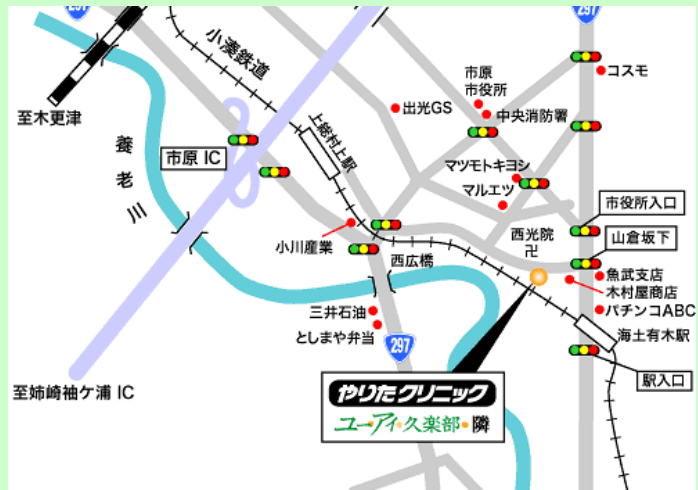 297
297
小湊鉄道
至木更津
コスモ
市原
市役所
出光GS
中央消防署
上総村上駅
養老川
市原 IC
マツモトキヨシ
マルエツ
市役所入口
西光院
卍
山倉坂下
小川産業
西広橋
魚武支店
木村屋商店
三井石油
パチンコABC
としまや弁当
海土有木駅
297
駅入口
至姉崎袖ケ浦 IC
やりたクリニック
ユーアイ久楽部・隣